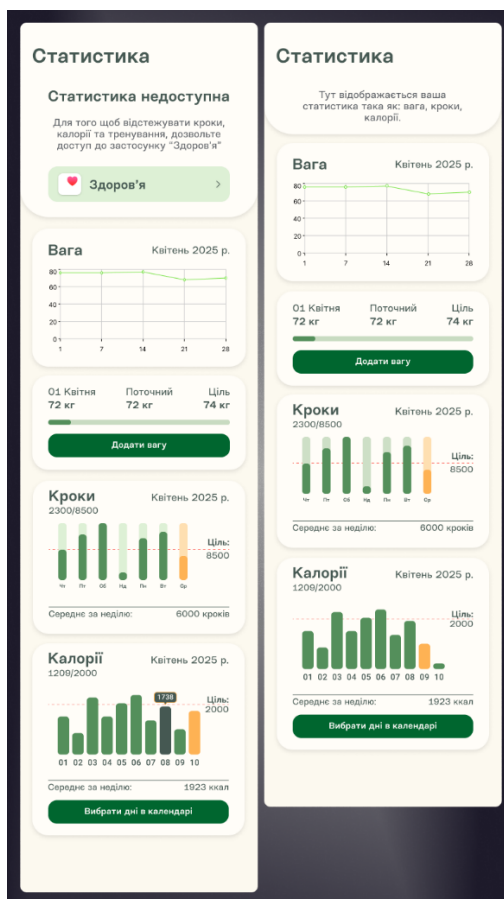 Статистика
Статистика недоступна
Для того щоб відстежувати кроки,
калорії та тренування, дозвольте
доступ до застосунку “Здоров’я”
Здоров’я
Вага
Квітень 2025 р.
80
60
40
20
0
1 7 14 21 28
01 Квітня Поточний Ціль
72 кг 72 кг 74 кг
Додати вагу
Кроки
Квітень 2025 р.
2300/8500
Ціль:
8500
Чт Пт Сб Нд Пн Вт Ср
Середнє за неділю: 6000 кроків
Калорії
Квітень 2025 р.
1209/2000
1738
Ціль:
2000
01 02 03 04 05 06 07 08 09 10
Середнє за неділю: 1923 ккал
Вибрати дні в календарі
Статистика
Тут відображається ваша
статистика така як: вага, кроки,
калорії.
Вага
Квітень 2025 р.
80
60
40
20
0
1 7 14 21 28
01 Квітня Поточний Ціль
72 кг 72 кг 74 кг
Додати вагу
Кроки
Квітень 2025 р.
2300/8500
Ціль:
8500
Чт Пт Сб Нд Пн Вт Ср
Середнє за неділю: 6000 кроків
Калорії
Квітень 2025 р.
1209/2000
Ціль:
2000
01 02 03 04 05 06 07 08 09 10
Середнє за неділю: 1923 ккал
Вибрати дні в календарі